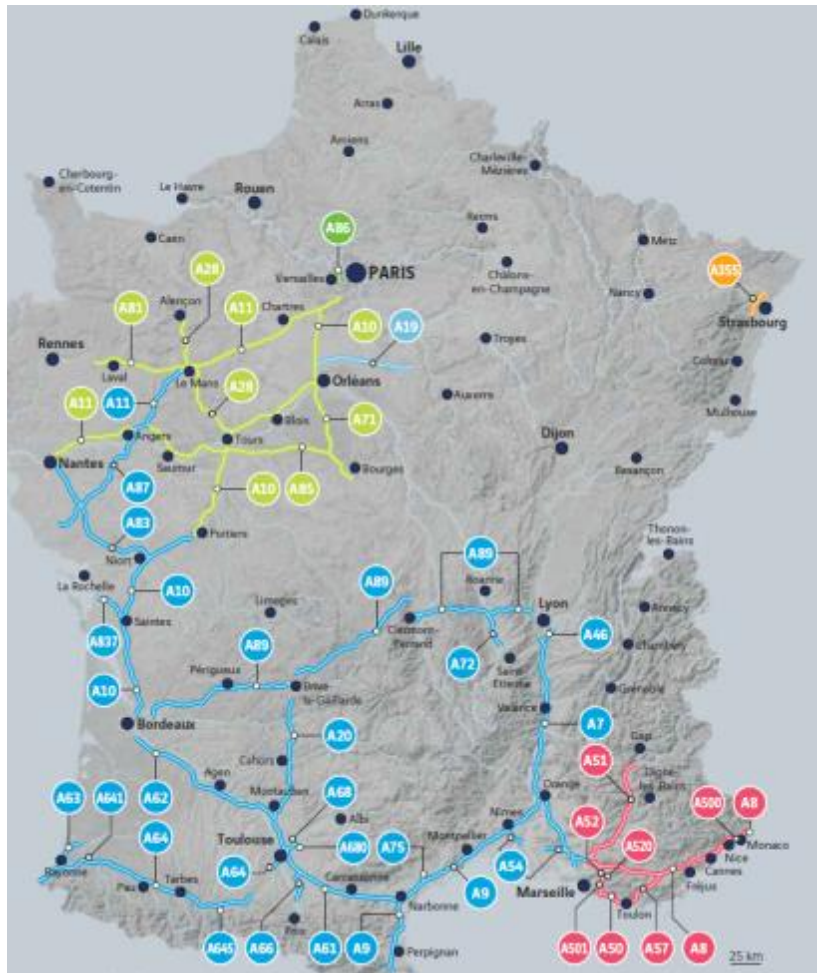 Dunkerque
Calais
Lille
Arras
Amiens
Charleville-
Mézières
Cherbourg-
en-Cotentin
Le Havre
Rouen
Reims
Caen
A86
Metz
Versailles
PARIS
Châlons-
en-Champagne
A28
A355
Nancy
Alençon
A81
A11
Chartres
A10
A19
Strasbourg
Rennes
Troyes
Laval
Le Mans
Colmar
Orléans
A28
A11
A11
Auxerre
Mulhouse
Blois
A71
Angers
Tours
Dijon
Nantes
Saumur
Besançon
Bourges
A87
A10
A85
A83
Poitiers
Thonon-
les-Bains
Niort
A89
La Rochelle
Roanne
A10
A89
Limoges
Lyon
Annecy
Saintes
Clermont-
Ferrand
A46
A837
Chambéry
A89
A72
Saint-
Etienne
Périgueux
A10
Brive
la-Gaillarde
Grenoble
Valence
Bordeaux
A7
A20
Gap
Cahors
A51
Digne-
les-Bains
Agen
A63
A641
A62
Montauban
A68
Orange
A500
A8
Albi
Nîmes
A52
Monaco
A64
Toulouse
A680
A75
Montpellier
A520
Nice
Cannes
Bayonne
A64
A54
Fréjus
Pau
Tarbes
Carcassonne
A9
Marseille
Narbonne
Toulon
Foix
A645
A66
A61
A9
Perpignan
A501
A50
A57
A8
25 km